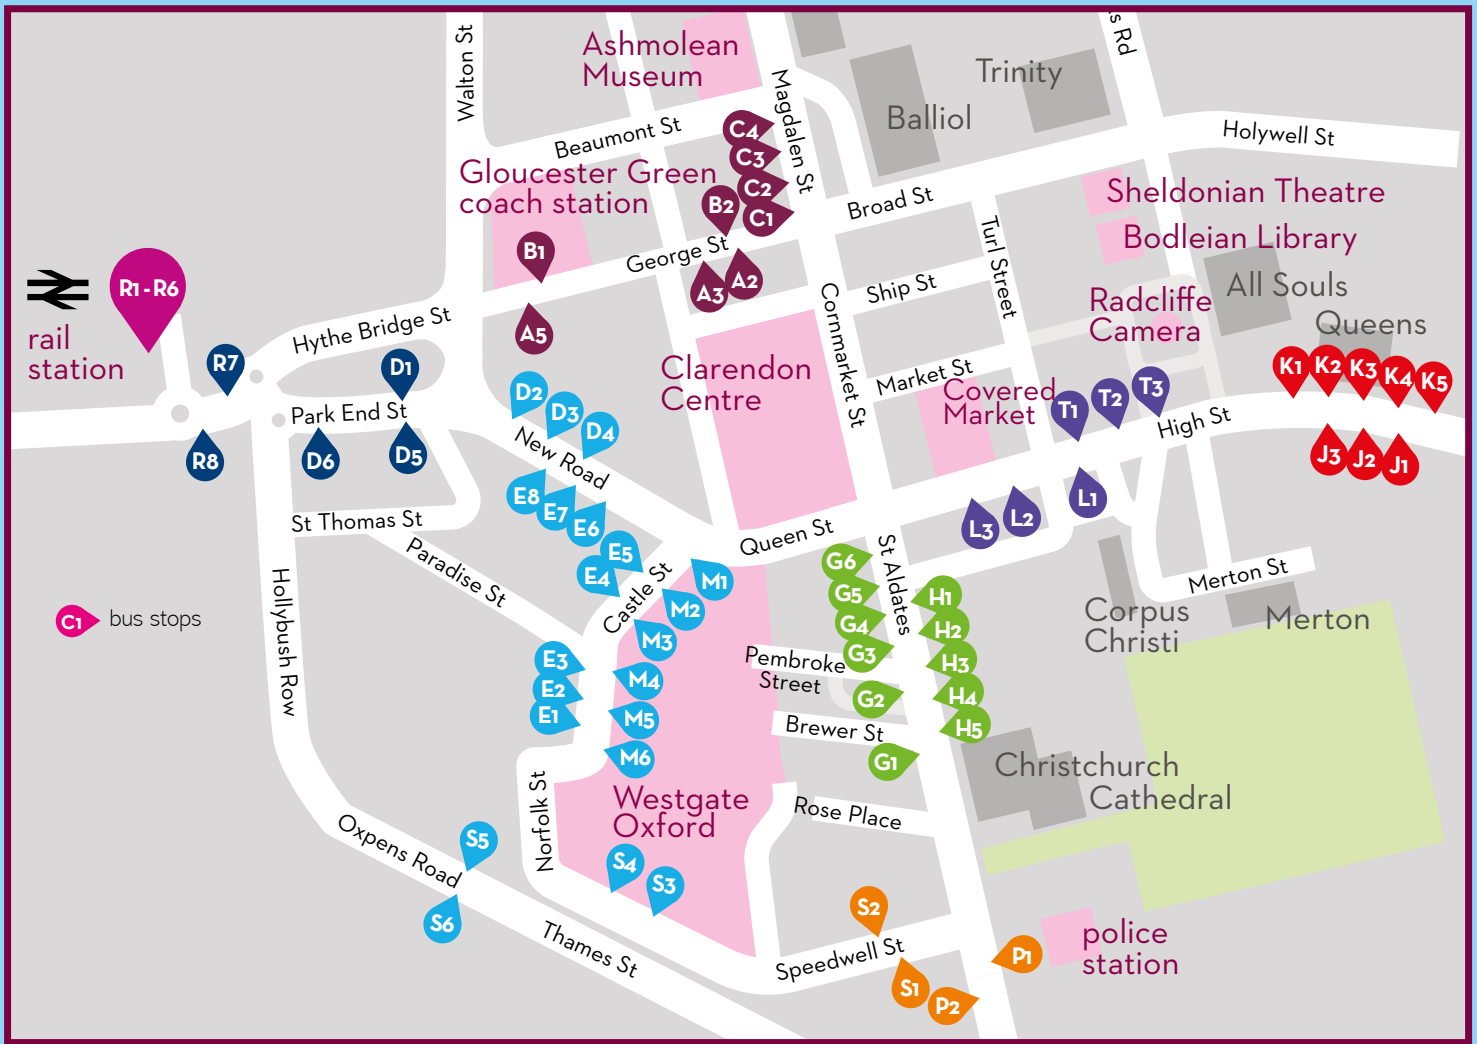 Walton St
Ashmolean
Museum
Magdalen St
Trinity
s Rd
Balliol
Beaumont St
C4
C3
C2
C1
B2
Holywell St
Gloucester Green
coach station
Broad St
Sheldonian Theatre
Bodleian Library
B1
George St
A3
A2
A5
Turl Street
Ship St
All Souls
Radcliffe
Camera
Queens
R1-R6
rail
station
Hythe Bridge St
R7
D1
Park End St
R8
D6
D5
Clarendon
Centre
Cornmarket St
Market St
Covered
Market
T1
T2
T3
High St
K1
K2
K3
K4
K5
J3
J2
J1
D2
D3
D4
New Road
E8
E7
E6
E5
E4
L3
L2
L1
St Thomas St
Paradise St
Queen St
Castle St
M1
M2
M3
M4
M5
M6
E3
E2
E1
St Aldates
G6
G5
G4
G3
G2
G1
H1
H2
H3
H4
H5
Merton St
Corpus
Christi
Merton
C1 bus stops
Hollybush Row
Pembroke
Street
Brewer St
Christchurch
Cathedral
Rose Place
Westgate
Oxford
Norfolk St
Oxpens Road
S5
S6
S4
S3
Thames St
S2
Speedwell St
S1
P2
P1
police
station